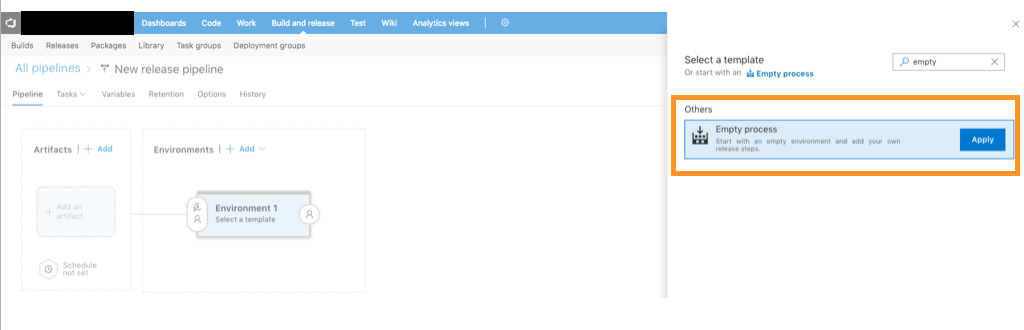 Dashboards Code Work Build and release Test Wiki Analytics views
Builds Releases Packages Library Task groups Deployment groups
All pipelines > New release pipeline
Pipeline Tasks Variables Retention Options History
Artifacts | + Add
Environments | + Add
+ Add an
artifact
Environment 1
Select a template
Schedule
not set
Select a template
Or start with an Empty process
empty
Others
Empty process
Start with an empty environment and add your own
release steps.
Apply